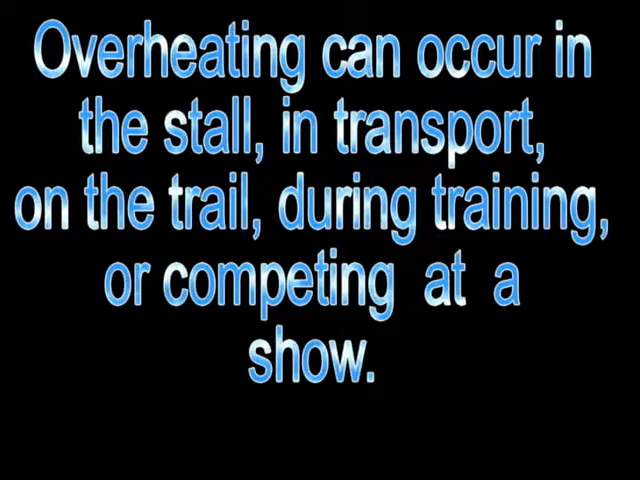 Overheating can occur in
the stall, in transport,
on the trail, during training,
or competing at a
show.